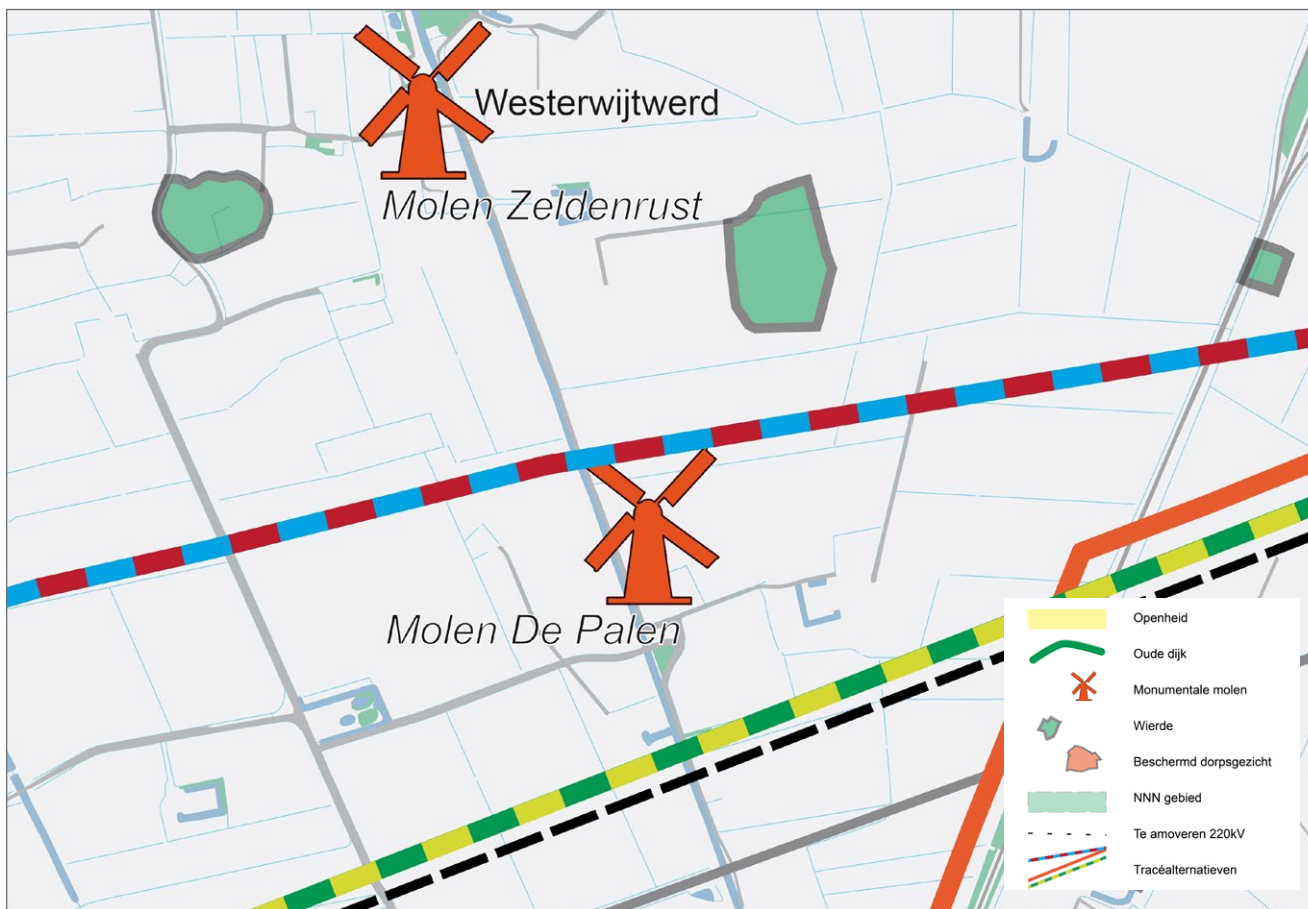 Westerwijtwerd
Molen Zeldenrust
Molen De Palen
Openheid
Oude dijk
Monumentale molen
Wierde
Beschermd dorpsgezicht
NNN gebied
Te amoveren 220kV
Tracéalternatieven